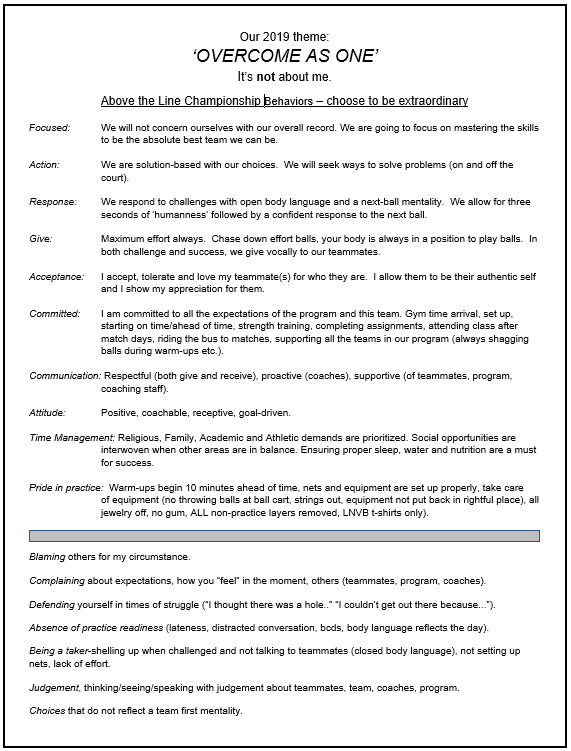 Our 2019 theme:
‘OVERCOME AS ONE’
It’s not about me.
Above the Line Championship Behaviors – choose to be extraordinary
Focused: We will not concern ourselves with our overall record. We are going to focus on mastering the skills
to be the absolute best team we can be.
Action: We are solution-based with our choices. We will seek ways to solve problems (on and off the
court).
Response: We respond to challenges with open body language and a next-ball mentality. We allow for three
seconds of ‘humanness’ followed by a confident response to the next ball.
Give: Maximum effort always. Chase down effort balls, your body is always in a position to play balls. In
both challenge and success, we give vocally to our teammates.
Acceptance: I accept, tolerate and love my teammate(s) for who they are. I allow them to be their authentic self
and I show my appreciation for them.
Committed: I am committed to all the expectations of the program and this team. Gym time arrival, set up,
starting on time/ahead of time, strength training, completing assignments, attending class after
match days, riding the bus to matches, supporting all the teams in our program (always shagging
balls during warm-ups etc.).
Communication: Respectful (both give and receive), proactive (coaches), supportive (of teammates, program,
coaching staff).
Attitude: Positive, coachable, receptive, goal-driven.
Time Management: Religious, Family, Academic and Athletic demands are prioritized. Social opportunities are
interwoven when other areas are in balance. Ensuring proper sleep, water and nutrition are a must
for success.
Pride in practice: Warm-ups begin 10 minutes ahead of time, nets and equipment are set up properly, take care
of equipment (no throwing balls at ball cart, strings out, equipment not put back in rightful place), all
jewelry off, no gum, ALL non-practice layers removed, LNVB t-shirts only).
Blaming others for my circumstance.
Complaining about expectations, how you “feel” in the moment, others (teammates, program, coaches).
Defending yourself in times of struggle (“I thought there was a hole..” “I couldn’t get out there because...”).
Absence of practice readiness (lateness, distracted conversation, bcds, body language reflects the day).
Being a taker-shelling up when challenged and not talking to teammates (closed body language), not setting up
nets, lack of effort.
Judgement, thinking/seeing/speaking with judgement about teammates, team, coaches, program.
Choices that do not reflect a team first mentality.